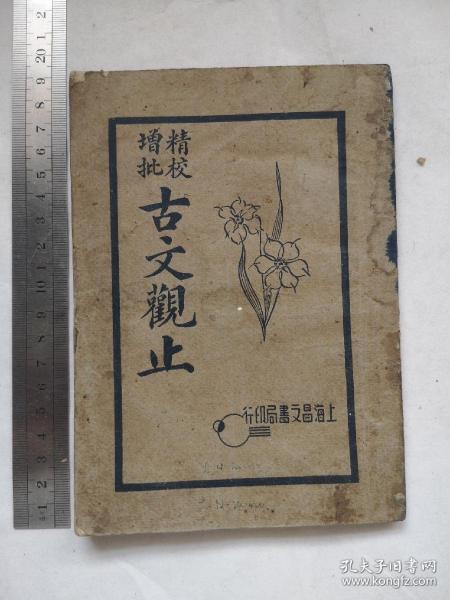 精校
增批
古文觀止
上海昌文書局印行
孔夫子旧书网
www.kongfz.com